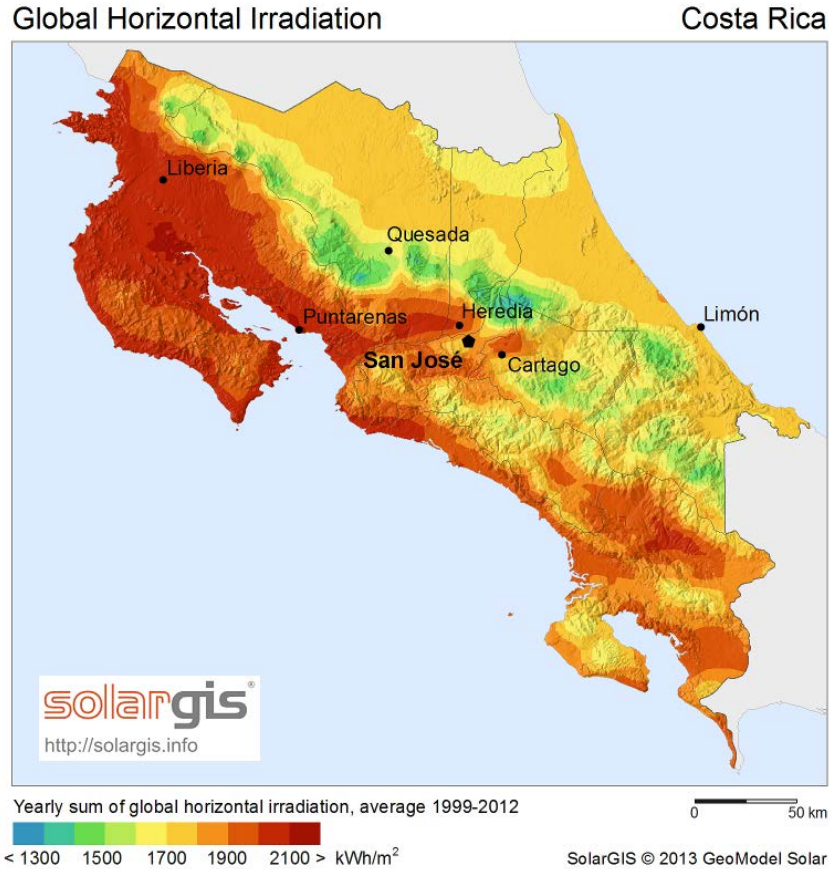 Global Horizontal Irradiation
Costa Rica
Liberia
Quesada
Puntarenas
Heredia
Limón
San José
Cartago
solargis®
http://solargis.info
Yearly sum of global horizontal irradiation, average 1999-2012
0 50 km
< 1300 1500 1700 1900 2100 > kWh/m²
SolarGIS © 2013 GeoModel Solar